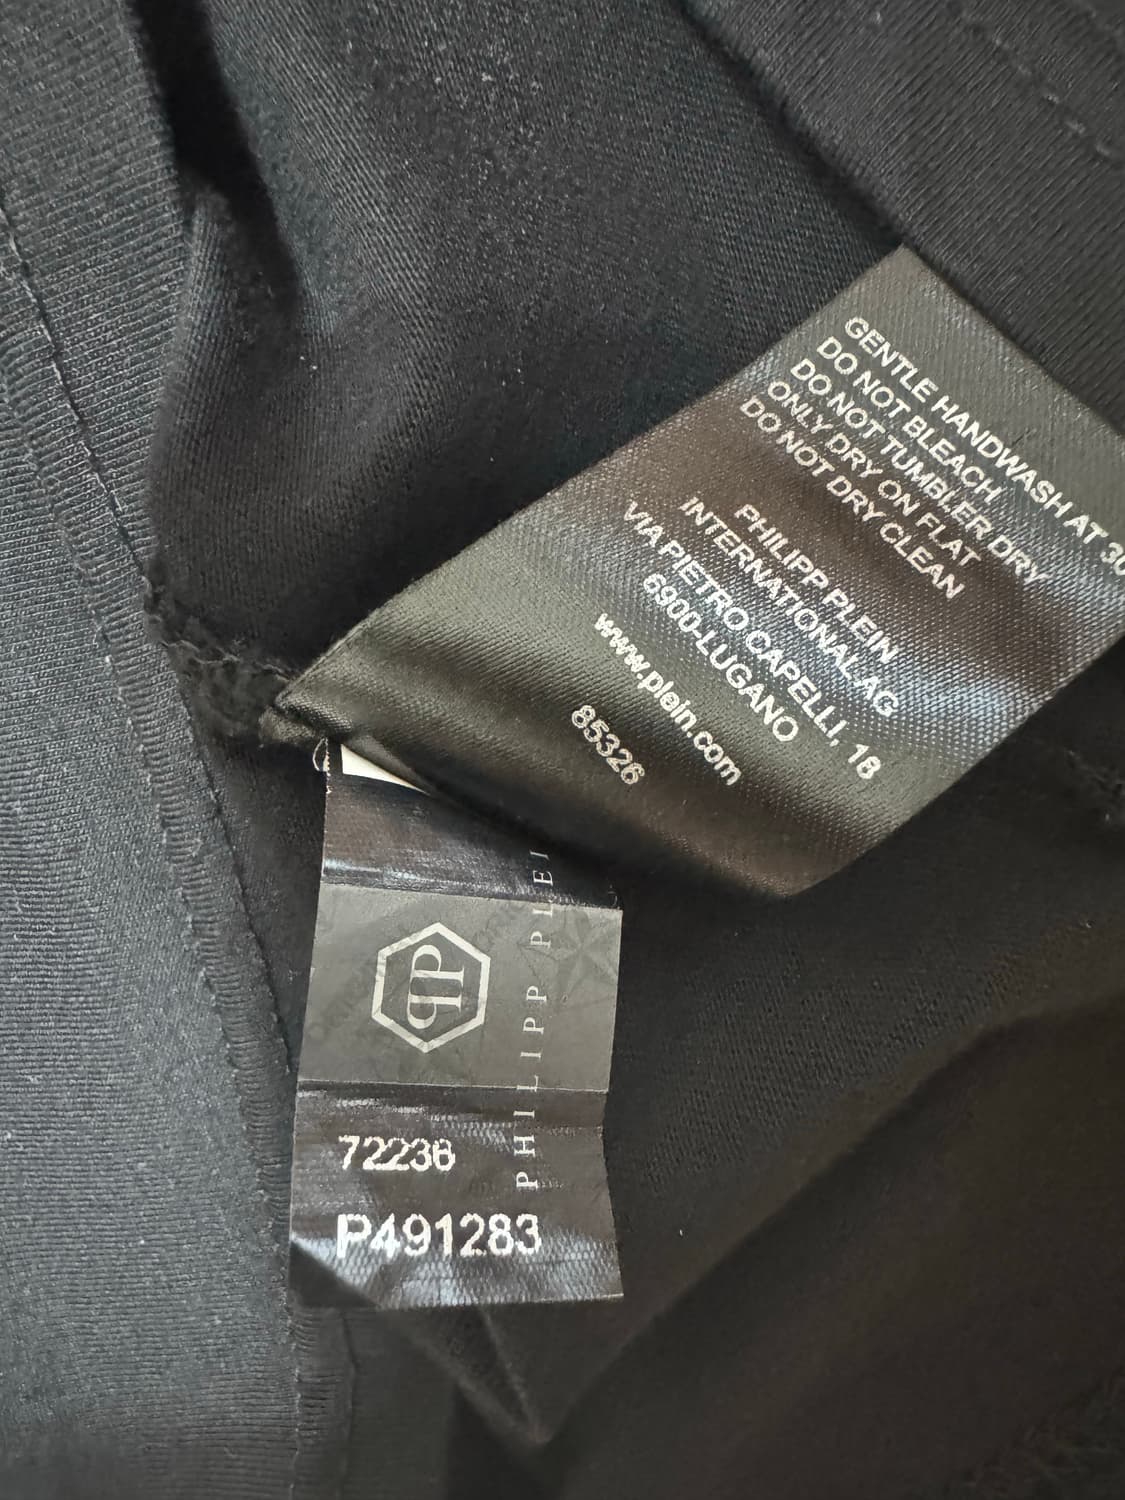 GENTLE HANDWASH AT 30
DO NOT BLEACH
DO NOT TUMBLER DRY
ONLY DRY ON FLAT
DO NOT DRY CLEAN
PHILIPP PLEIN
INTERNATIONAL AG
VIA PIETRO CAPELLI, 18
6900-LUGANO
www.plein.com
85326
PHILIPP PLEI
72236
P491283